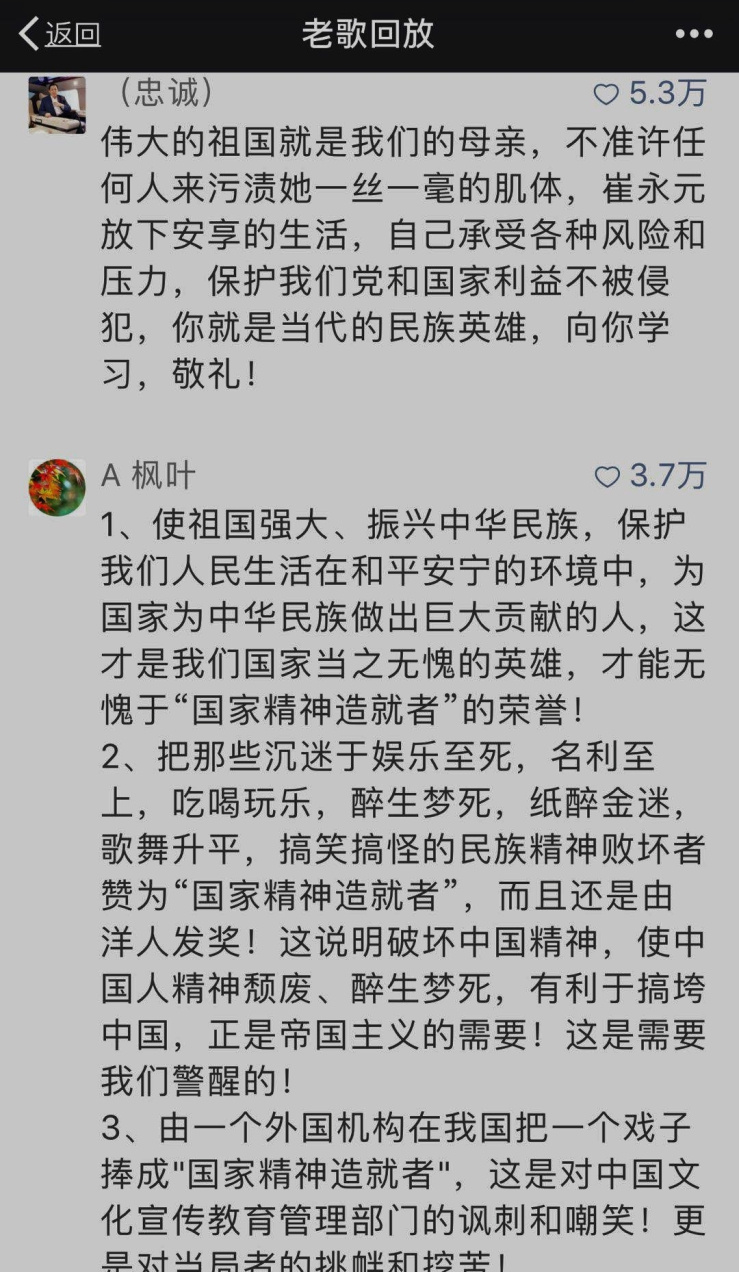 返回
老歌回放
（忠诚）
5.3万
伟大的祖国就是我们的母亲，不准许任
何人来污渍她一丝一毫的肌体，崔永元
放下安享的生活，自己承受各种风险和
压力，保护我们党和国家利益不被侵
犯，你就是当代的民族英雄，向你学
习，敬礼！
A 枫叶
3.7万
1、使祖国强大、振兴中华民族，保护
我们人民生活在和平安宁的环境中，为
国家为中华民族做出巨大贡献的人，这
才是我们国家当之无愧的英雄，才能无
愧于“国家精神造就者”的荣誉！
2、把那些沉迷于娱乐至死，名利至
上，吃喝玩乐，醉生梦死，纸醉金迷，
歌舞升平，搞笑搞怪的民族精神败坏者
赞为“国家精神造就者”，而且还是由
洋人发奖！这说明破坏中国精神，使中
国人精神颓废、醉生梦死，有利于搞垮
中国，正是帝国主义的需要！这是需要
我们警醒的！
3、由一个外国机构在我国把一个戏子
捧成"国家精神造就者"，这是对中国文
化宣传教育管理部门的讽刺和嘲笑！更
是对当局者的挑衅和挖苦！